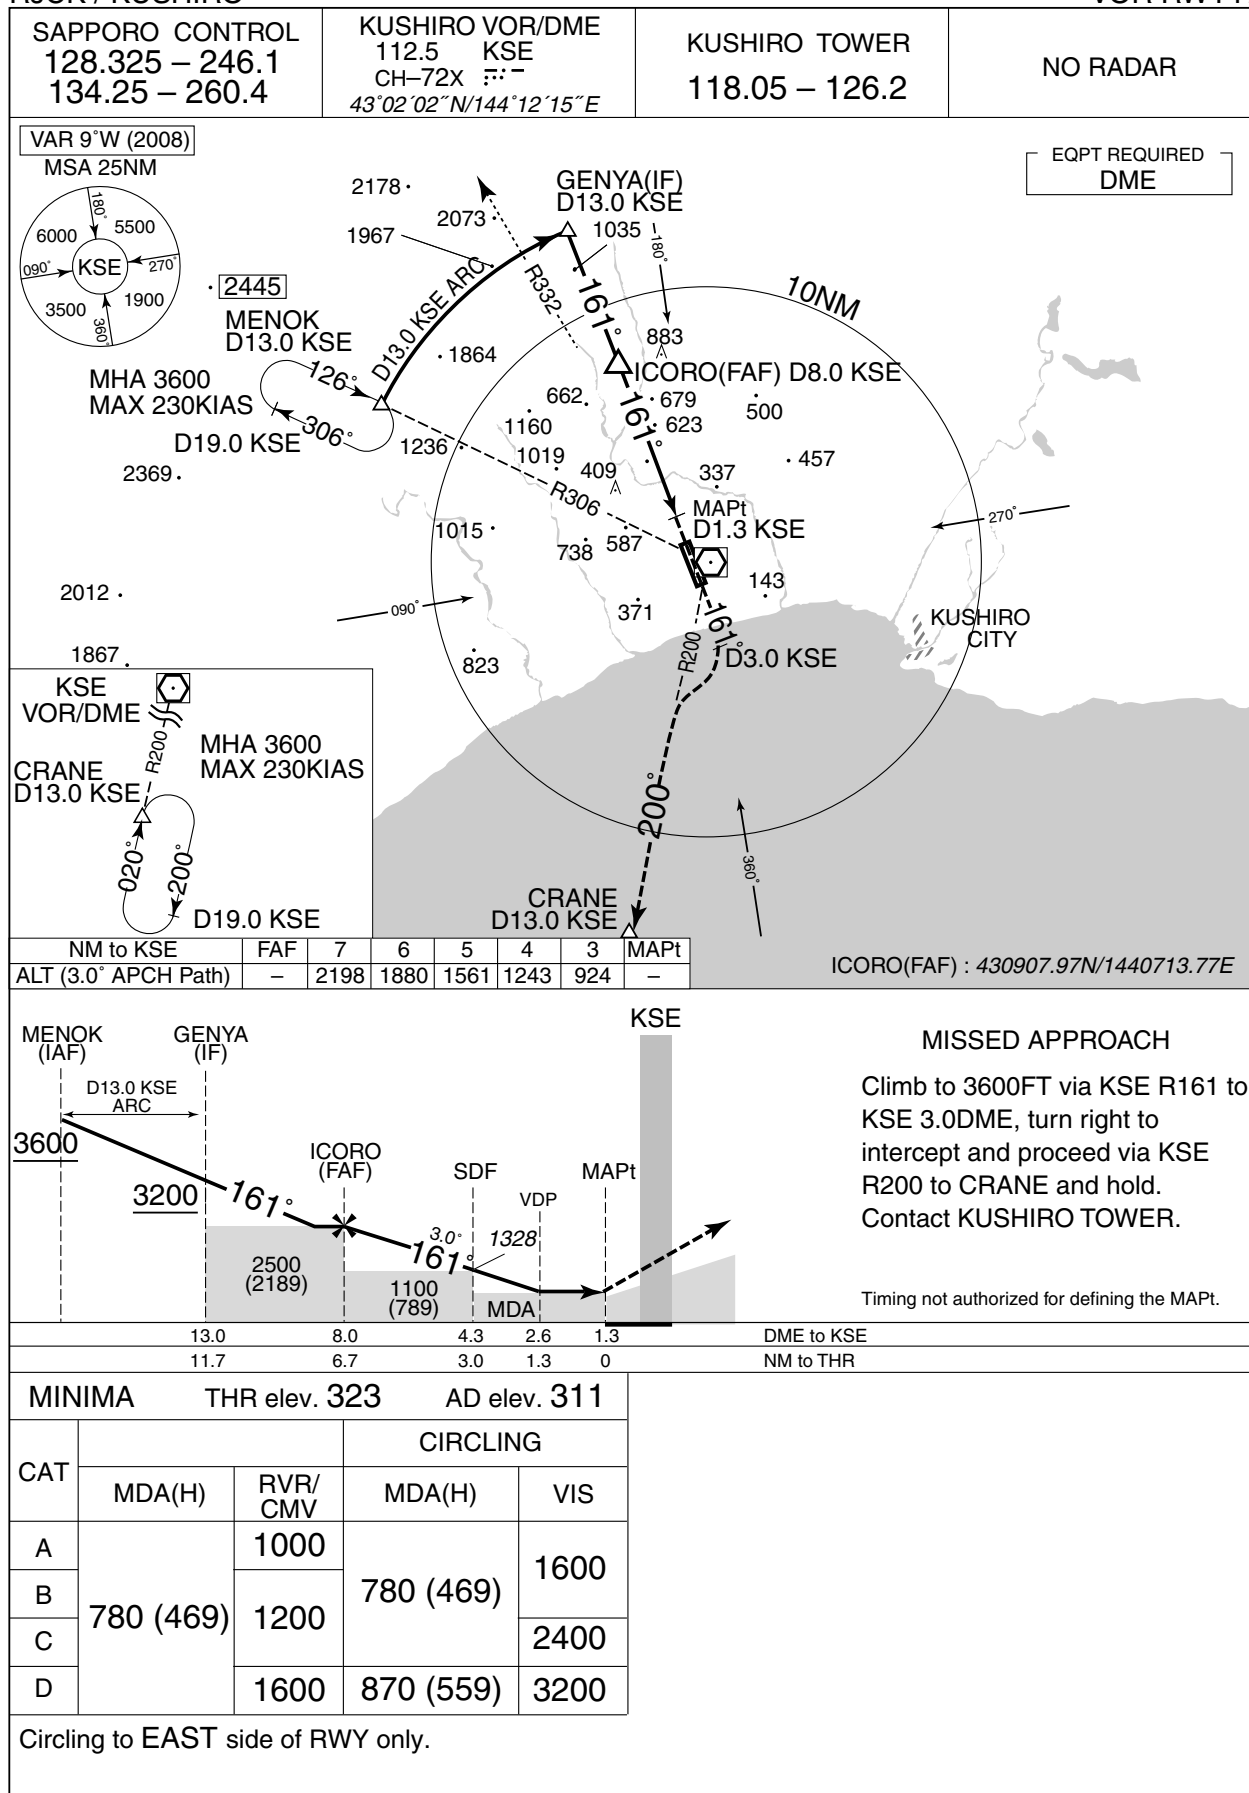 SAPPORO CONTROL
128.325 – 246.1
134.25 – 260.4
KUSHIRO VOR/DME
112.5 KSE
CH–72X
43°02´02˝N/144°12´15˝E
KUSHIRO TOWER
118.05 – 126.2
NO RADAR
VAR 9°W (2008)
MSA 25NM
180°
6000
5500
090°
KSE
270°
3500
1900
360°
EQPT REQUIRED
DME
2178
2073
1967
GENYA(IF)
D13.0 KSE
1035
180°
2445
MENOK
D13.0 KSE
D13.0 KSE ARC
R332
161°
10NM
883
1864
126°
MHA 3600
MAX 230KIAS
ICORO(FAF) D8.0 KSE
306°
D19.0 KSE
662
679
500
1160
161°
623
1236
1019
409
457
2369
337
R306
MAPt
D1.3 KSE
270°
1015
738
587
143
2012
090°
371
161°
KUSHIRO
CITY
1867
823
R200
D3.0 KSE
KSE
VOR/DME
R200
MHA 3600
MAX 230KIAS
CRANE
D13.0 KSE
020°
200°
D19.0 KSE
200°
360°
CRANE
D13.0 KSE
NM to KSE FAF 7 6 5 4 3 MAPt
ALT (3.0° APCH Path) – 2198 1880 1561 1243 924 –
ICORO(FAF) : 430907.97N/1440713.77E
MENOK
(IAF)
GENYA
(IF)
KSE
D13.0 KSE
ARC
3600
3200
161°
ICORO
(FAF)
SDF
MAPt
VDP
3.0°
161°
1328
2500
(2189)
1100
(789)
MDA
MISSED APPROACH
Climb to 3600FT via KSE R161 to
KSE 3.0DME, turn right to
intercept and proceed via KSE
R200 to CRANE and hold.
Contact KUSHIRO TOWER.
Timing not authorized for defining the MAPt.
13.0 8.0 4.3 2.6 1.3 DME to KSE
11.7 6.7 3.0 1.3 0 NM to THR
MINIMA THR elev. 323 AD elev. 311
CAT
CIRCLING
MDA(H) RVR/
CMV
MDA(H) VIS
A 1000
1600
B 780 (469) 1200 780 (469)
C 2400
D 1600 870 (559) 3200
Circling to EAST side of RWY only.